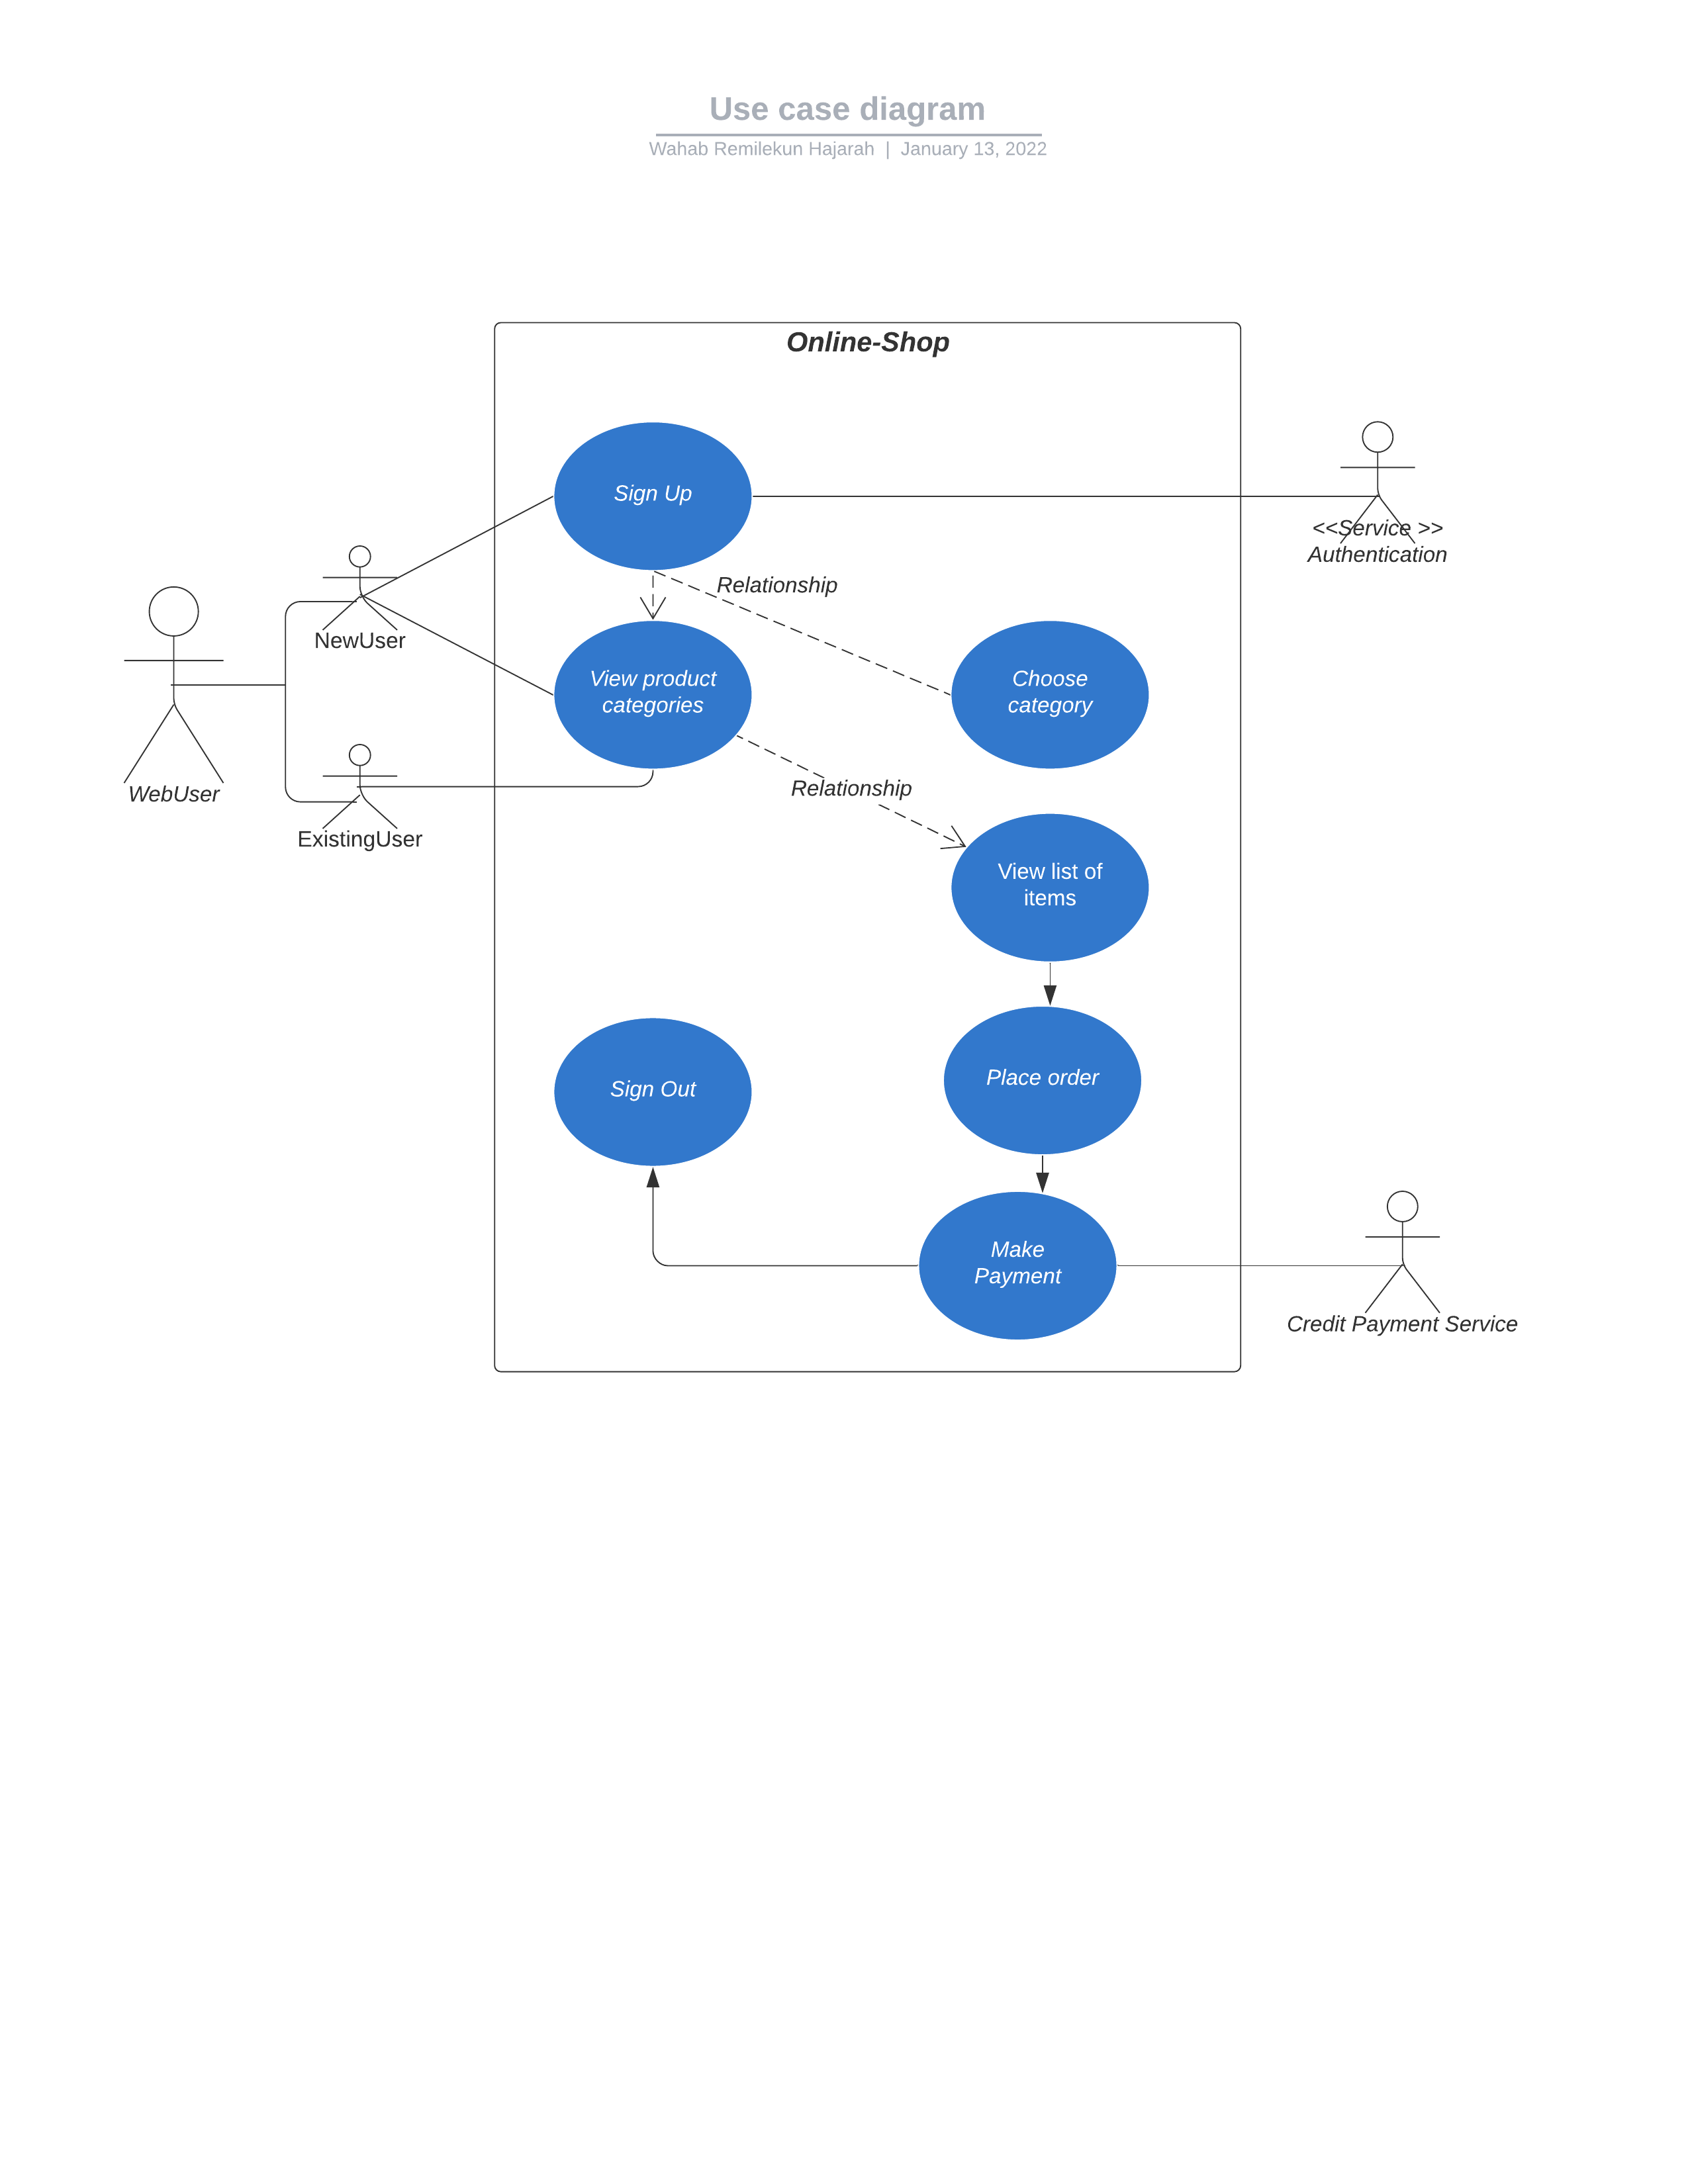 Use case diagram
Wahab Remilekun Hajarah | January 13, 2022
Online-Shop
Sign Up
<<Service >>
Authentication
Relationship
NewUser
View product
categories
Choose
category
WebUser
Relationship
ExistingUser
View list of
items
Sign Out
Place order
Make
Payment
Credit Payment Service